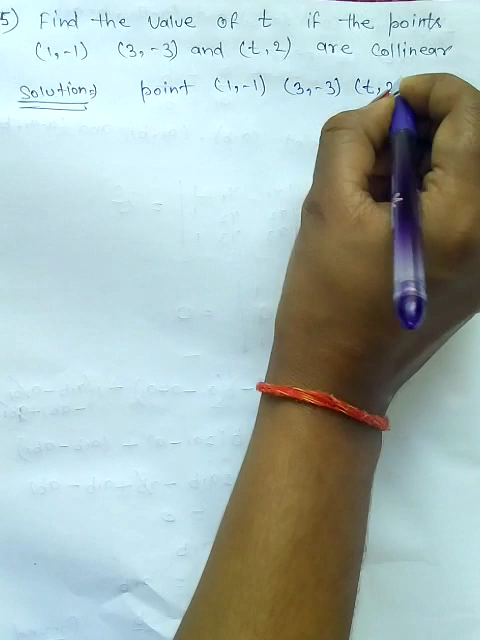 5) Find the value of t if the points
(1,-1) (3,-3) and (t,2) are collinear
Solution:) point (1,-1) (3,-3) (t,2